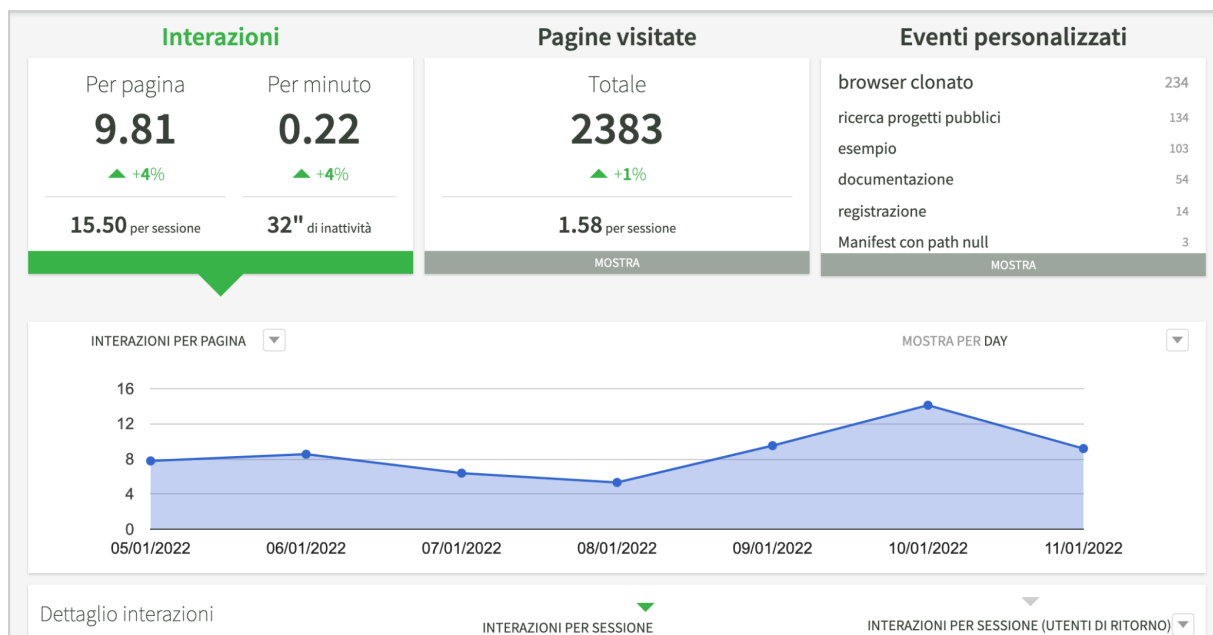 Interazioni
Pagine visitate
Eventi personalizzati
Per pagina
Per minuto
9.81
0.22
+4%
+4%
15.50 per sessione
32" di inattività
Totale
2383
+1%
1.58 per sessione
MOSTRA
browser clonato 234
ricerca progetti pubblici 134
esempio 103
documentazione 54
registrazione 14
Manifest con path null 3
MOSTRA
INTERAZIONI PER PAGINA
MOSTRA PER DAY
16
12
8
4
0
05/01/2022 06/01/2022 07/01/2022 08/01/2022 09/01/2022 10/01/2022 11/01/2022
Dettaglio interazioni
INTERAZIONI PER SESSIONE
INTERAZIONI PER SESSIONE (UTENTI DI RITORNO)